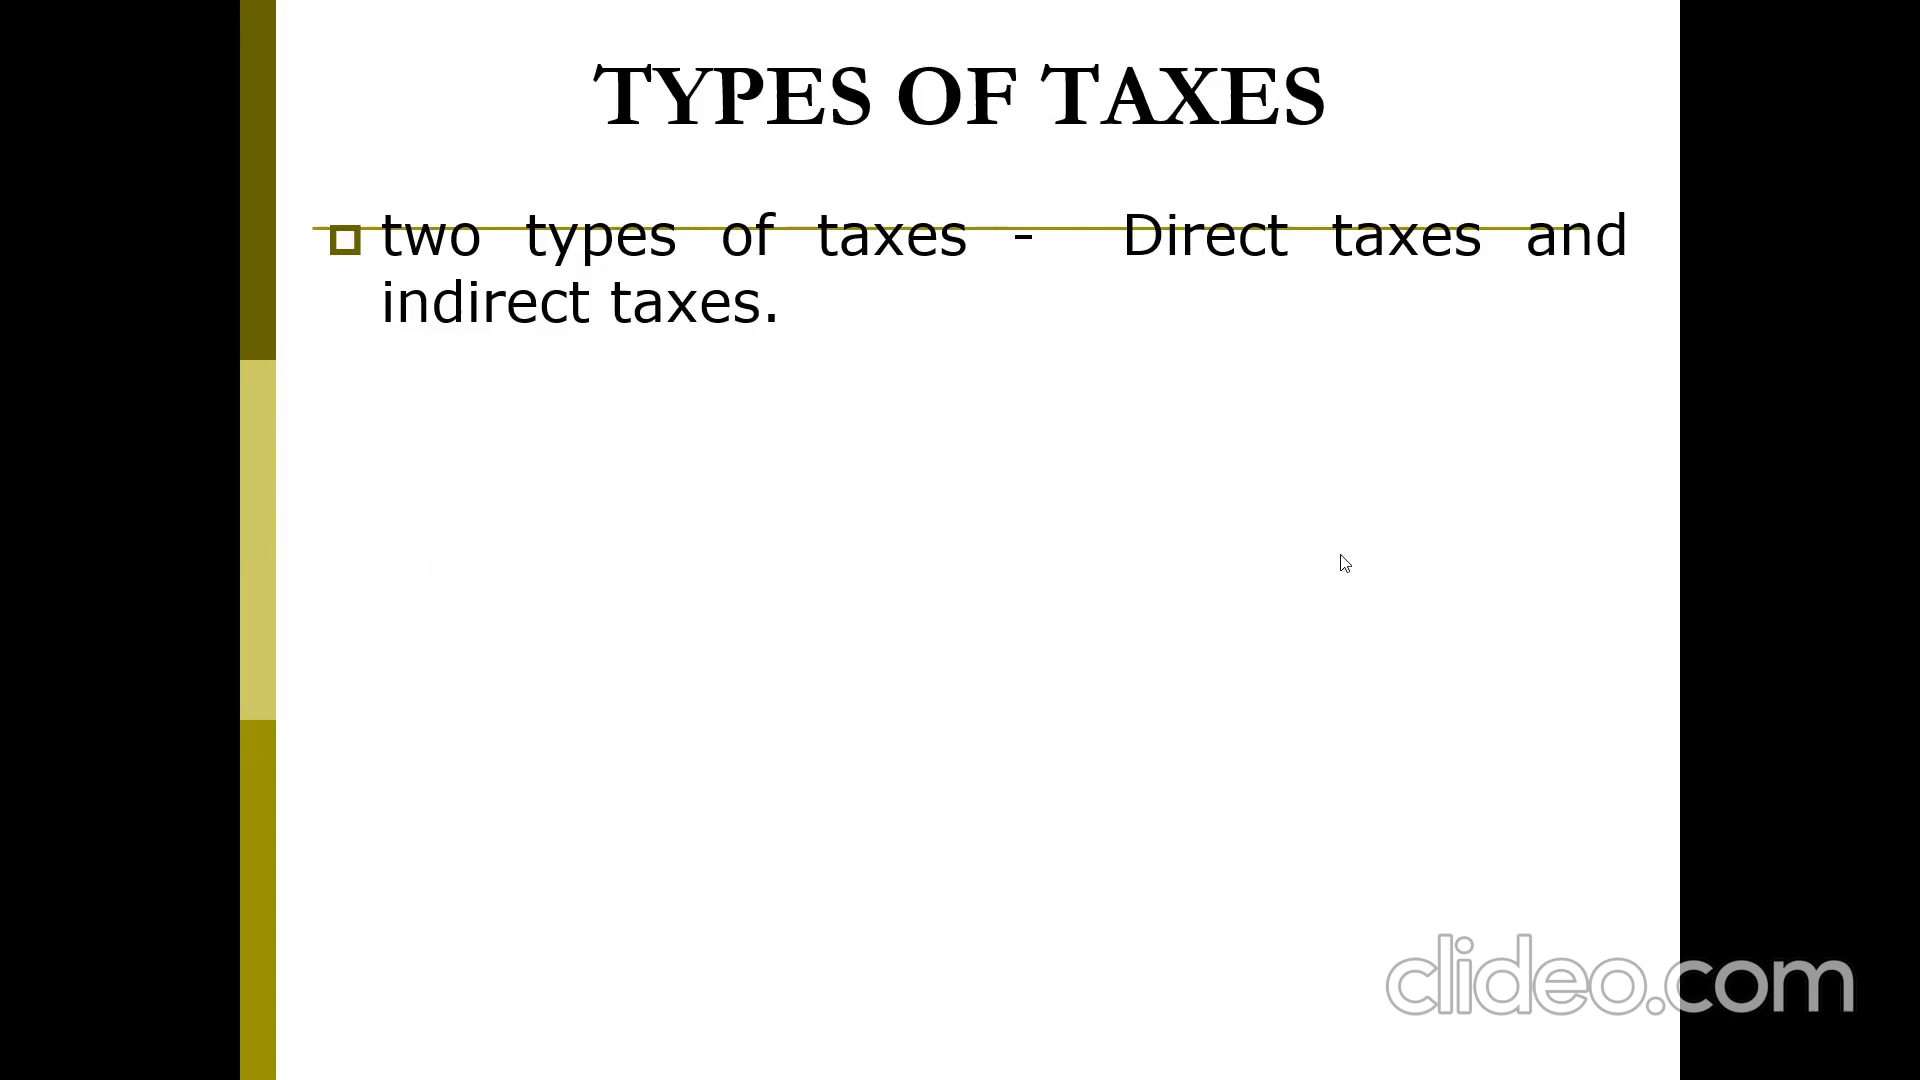 TYPES OF TAXES
two types of taxes - Direct taxes and
indirect taxes.
clideo.com